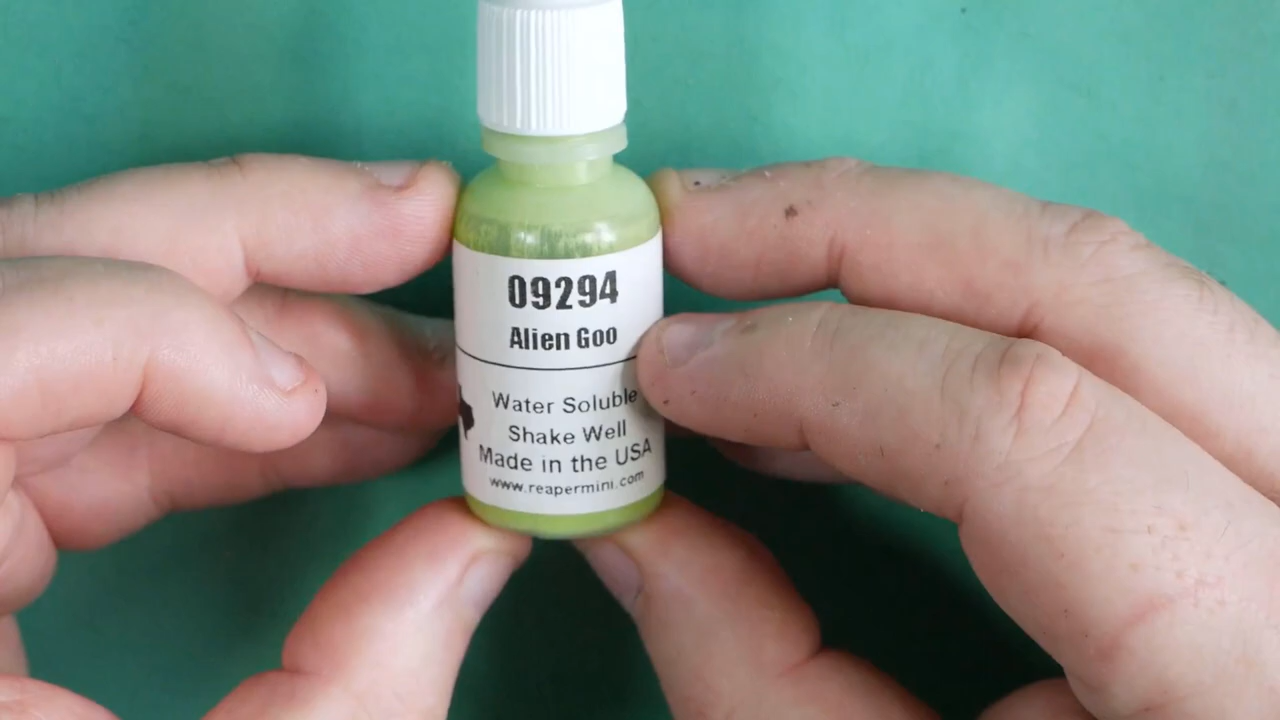 09294
Alien Goo
Water Soluble
Shake Well
Made in the USA
www.reapermini.com